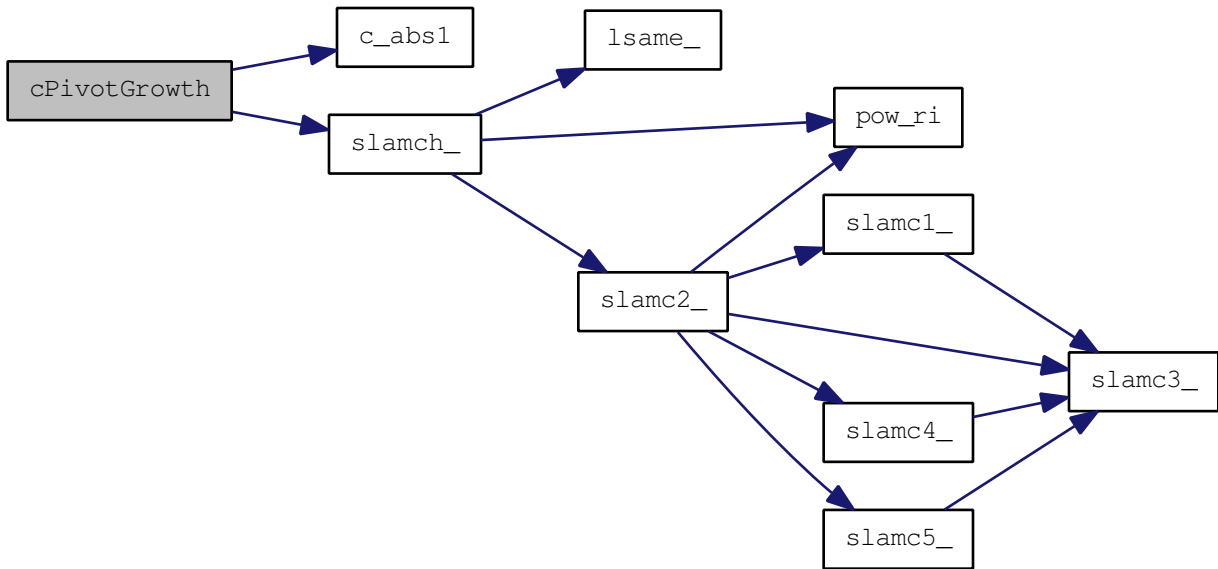 c_abs1
lsame_
cPivotGrowth
pow_ri
slamch_
slamc1_
slamc2_
slamc3_
slamc4_
slamc5_